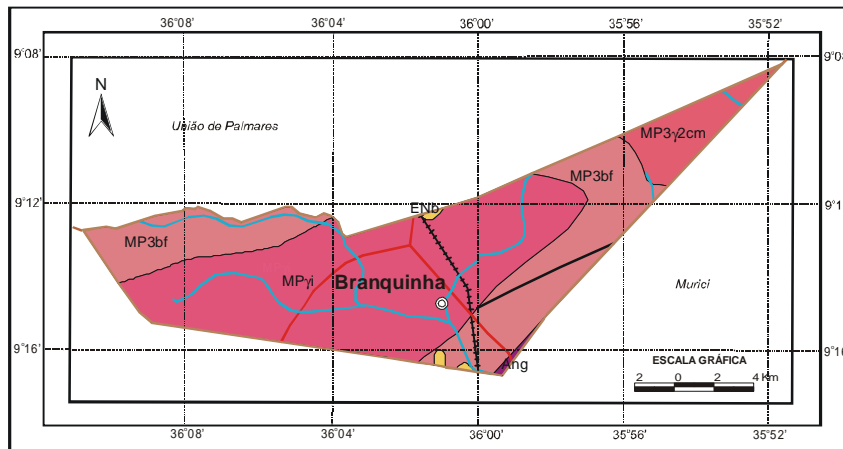 36°08' 36°04' 36°00' 35°56' 35°52'
9°08' 9°08
N
União de Palmares
MP3γ2cm
MP3bf
9°12' 9°1
ENb
MP3bf
MPγi
Branquinha
Murici
9°16' 9°16
Ang
ESCALA GRÁFICA
2 0 2 4 Km
36°08' 36°04' 36°00' 35°56' 35°52'